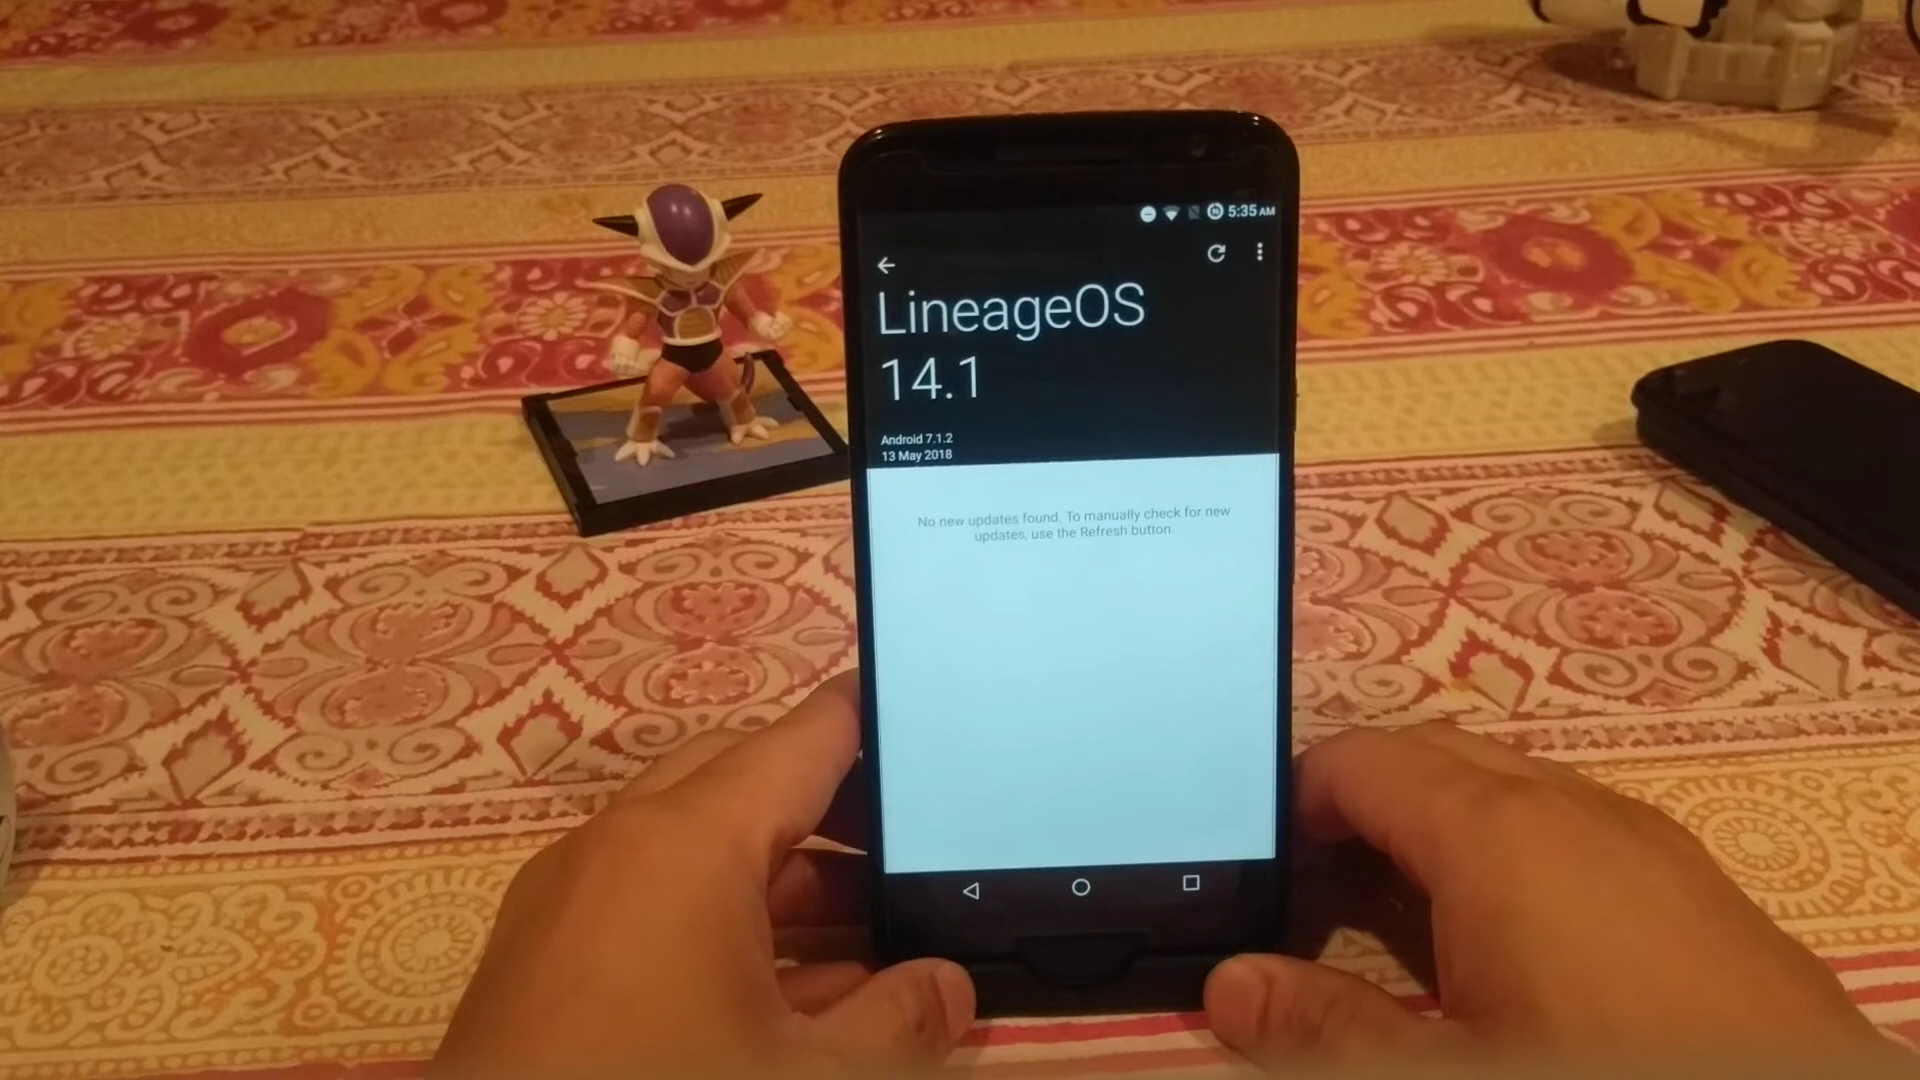 5:35 AM
LineageOS
14.1
Android 7.1.2
13 May 2018
No new updates found. To manually check for new
updates, use the Refresh button.